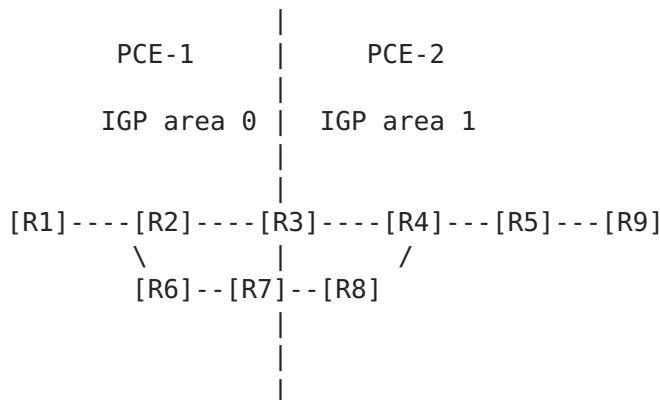 PCE-1 | PCE-2
IGP area 0 | IGP area 1
[R1]----[R2]----[R3]----[R4]---[R5]---[R9]
\ | /
[R6]--[R7]--[R8]